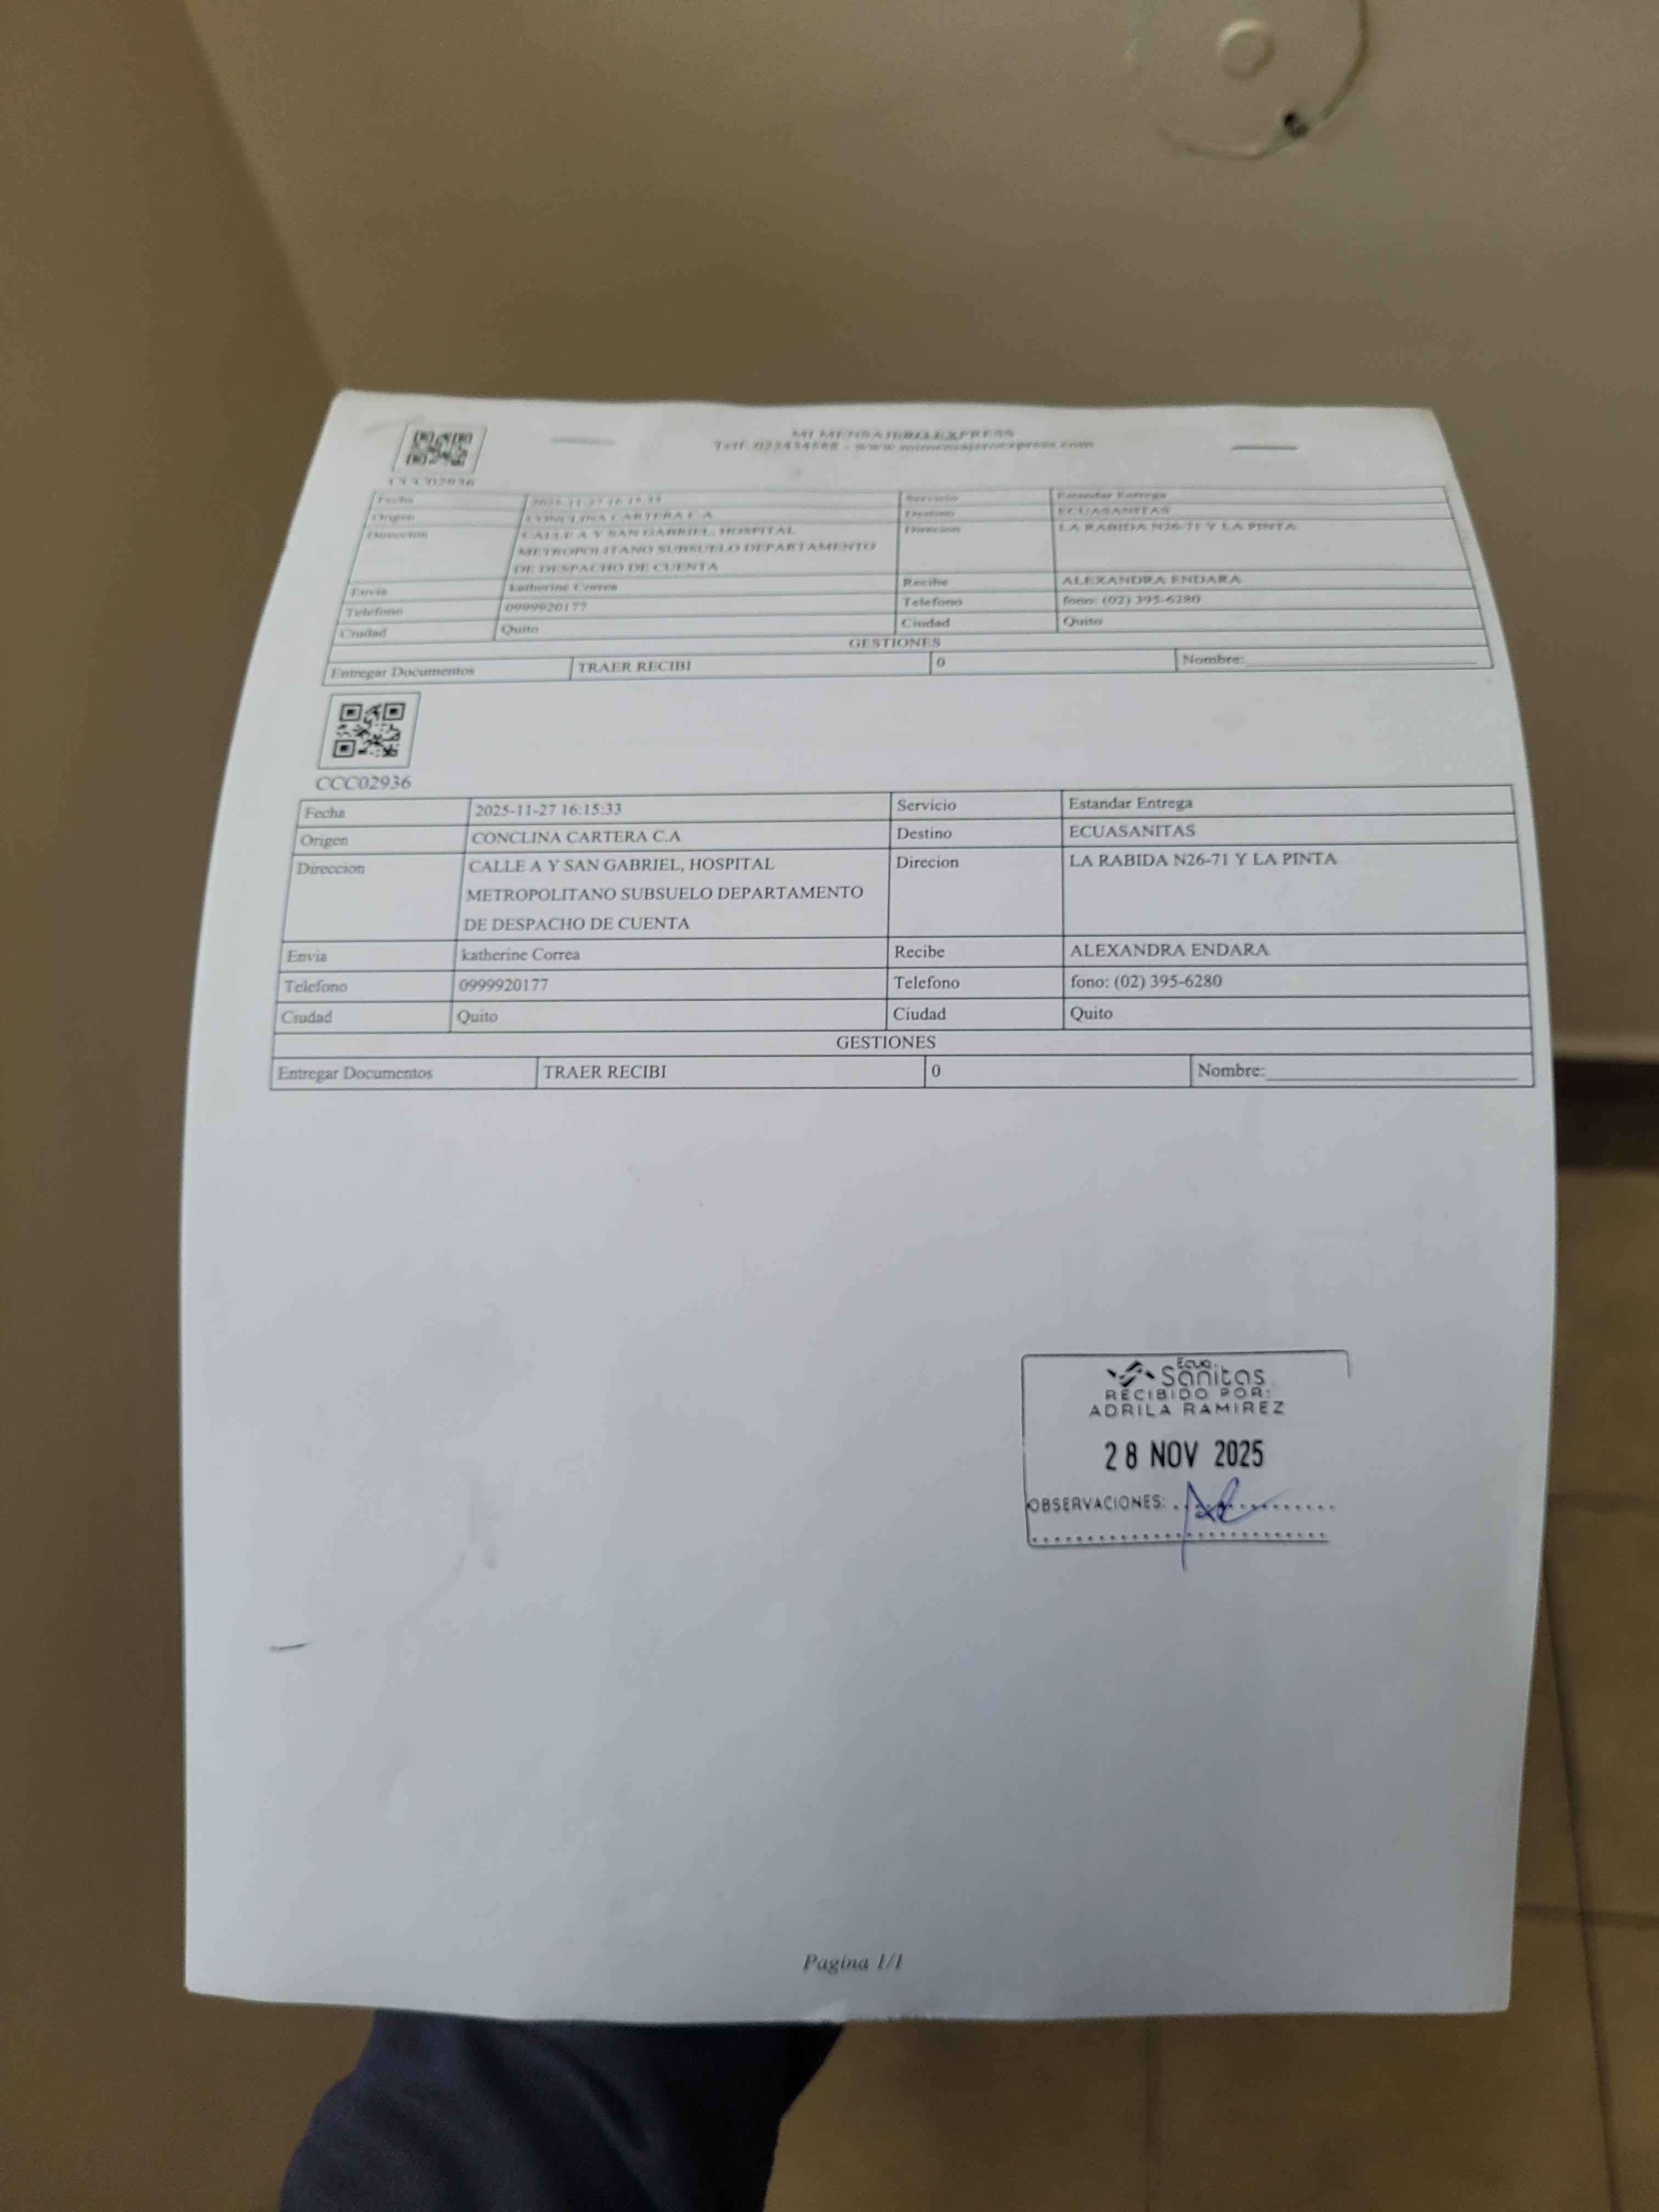 MI MENSAJERO EXPRESS
Telf: - www.mimensajeroexpress.com
CCC02936
Fecha 2025-11-27 16:15:33 Servicio Estandar Entrega
Origen CONCLINA CARTERA C.A Destino ECUASANITAS
Direccion CALLE A Y SAN GABRIEL, HOSPITAL Direcion LA RABIDA N26-71 Y LA PINTA
METROPOLITANO SUBSUELO DEPARTAMENTO
DE DESPACHO DE CUENTA
Envia katherine Correa Recibe ALEXANDRA ENDARA
Telefono 0999920177 Telefono fono: (02) 395-6280
Ciudad Quito Ciudad Quito
GESTIONES
Entregar Documentos TRAER RECIBI 0 Nombre:
CCC02936
Fecha 2025-11-27 16:15:33 Servicio Estandar Entrega
Origen CONCLINA CARTERA C.A Destino ECUASANITAS
Direccion CALLE A Y SAN GABRIEL, HOSPITAL Direcion LA RABIDA N26-71 Y LA PINTA
METROPOLITANO SUBSUELO DEPARTAMENTO
DE DESPACHO DE CUENTA
Envia katherine Correa Recibe ALEXANDRA ENDARA
Telefono 0999920177 Telefono fono: (02) 395-6280
Ciudad Quito Ciudad Quito
GESTIONES
Entregar Documentos TRAER RECIBI 0 Nombre:
Ecua
Sanitas
RECIBIDO POR:
ADRILA RAMIREZ
28 NOV 2025
OBSERVACIONES:
Pagina 1/1